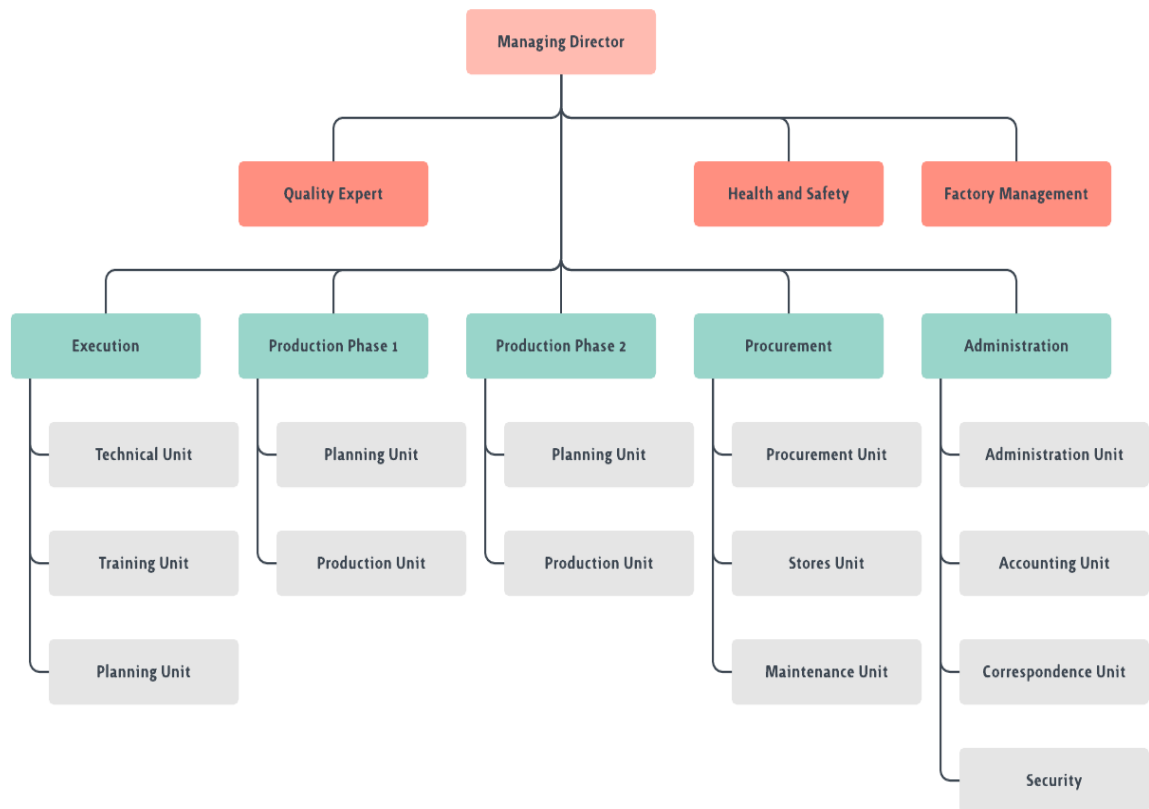 Managing Director
Quality Expert
Health and Safety
Factory Management
Execution
Production Phase 1
Production Phase 2
Procurement
Administration
Technical Unit
Planning Unit
Planning Unit
Procurement Unit
Administration Unit
Training Unit
Production Unit
Production Unit
Stores Unit
Accounting Unit
Planning Unit
Maintenance Unit
Correspondence Unit
Security